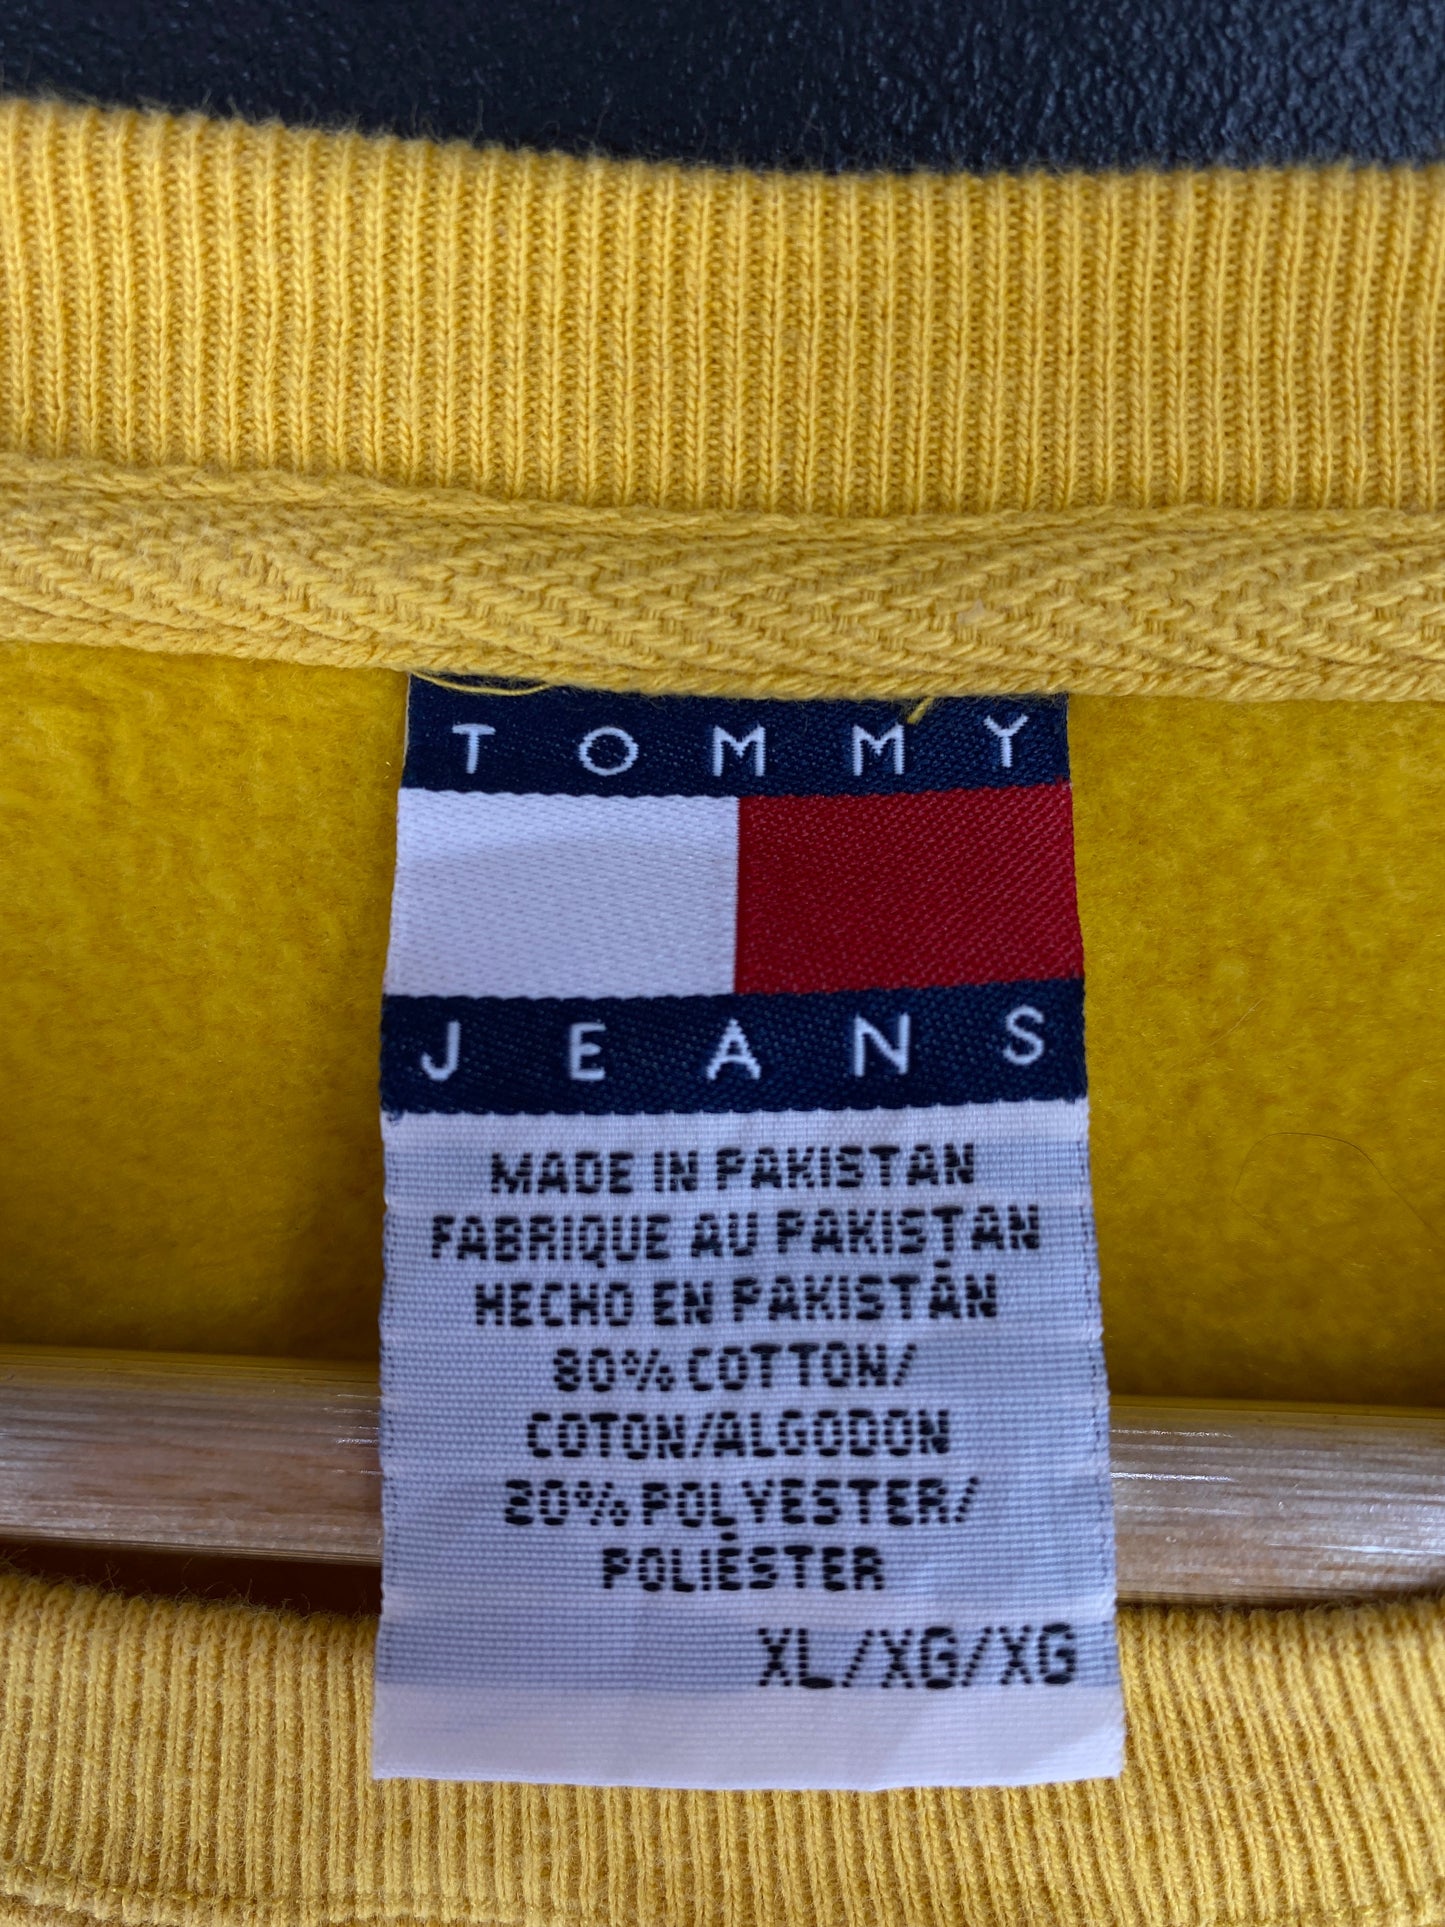 TOMMY
JEANS
MADE IN PAKISTAN
FABRIQUE AU PAKISTAN
HECHO EN PAKISTÁN
80% COTTON/
COTON/ALGODON
20% POLYESTER/
POLIÉSTER
XL/XG/XG